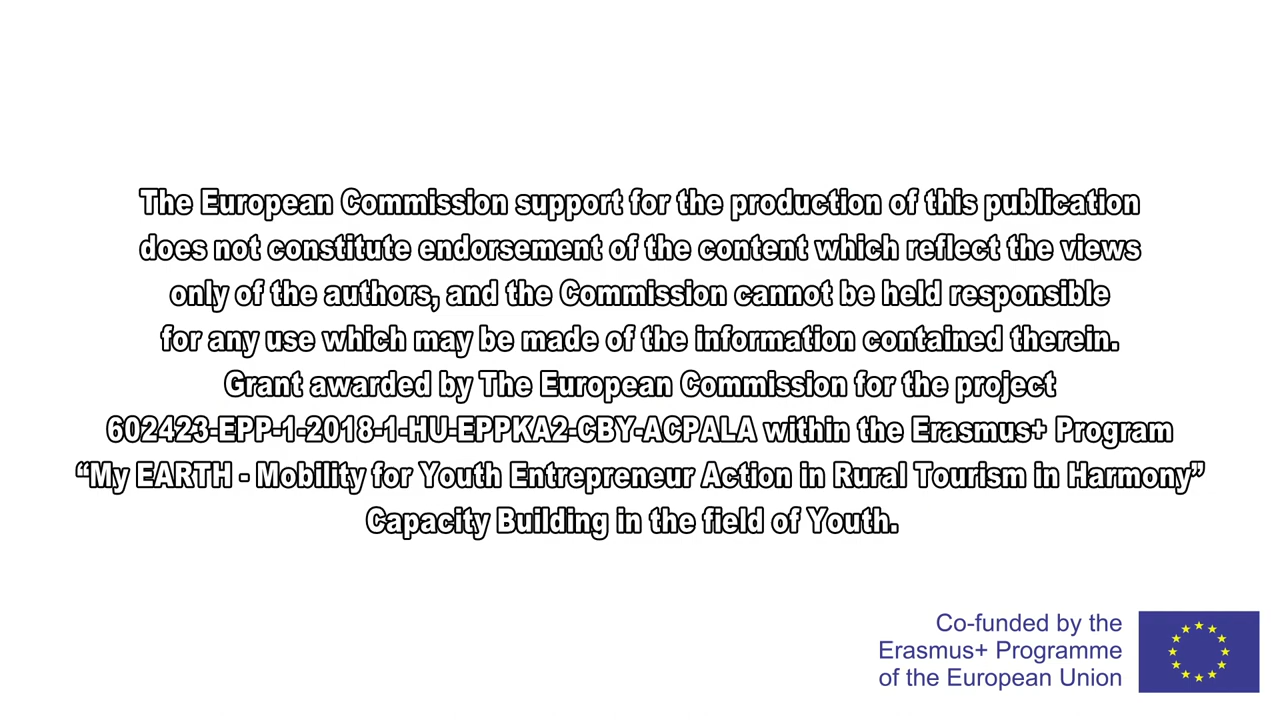 The European Commission support for the production of this publication
does not constitute endorsement of the content which reflect the views
only of the authors, and the Commission cannot be held responsible
for any use which may be made of the information contained therein.
Grant awarded by The European Commission for the project
602423-EPP-1-2018-1-HU-EPPKA2-CBY-ACPALA within the Erasmus+ Program
“My EARTH - Mobility for Youth Entrepreneur Action in Rural Tourism in Harmony”
Capacity Building in the field of Youth.
Co-funded by the
Erasmus+ Programme
of the European Union